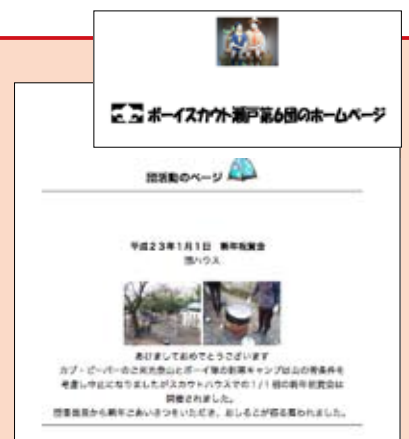 ボーイスカウト瀬戸第6団のホームページ
団活動のページ
平成23年1月1日 新年祝賀会
団ハウス
あけましておめでとうございます
カブ・ビーバーのご来光登山とボーイ隊の耐寒キャンプは山の背条件を
考慮し中止になりましたがスカウトハウスでの1/1朝の新年祝賀会は
開催されました。
団委員長から新年ごあいさつをいただき、おしるこが振る舞われました。